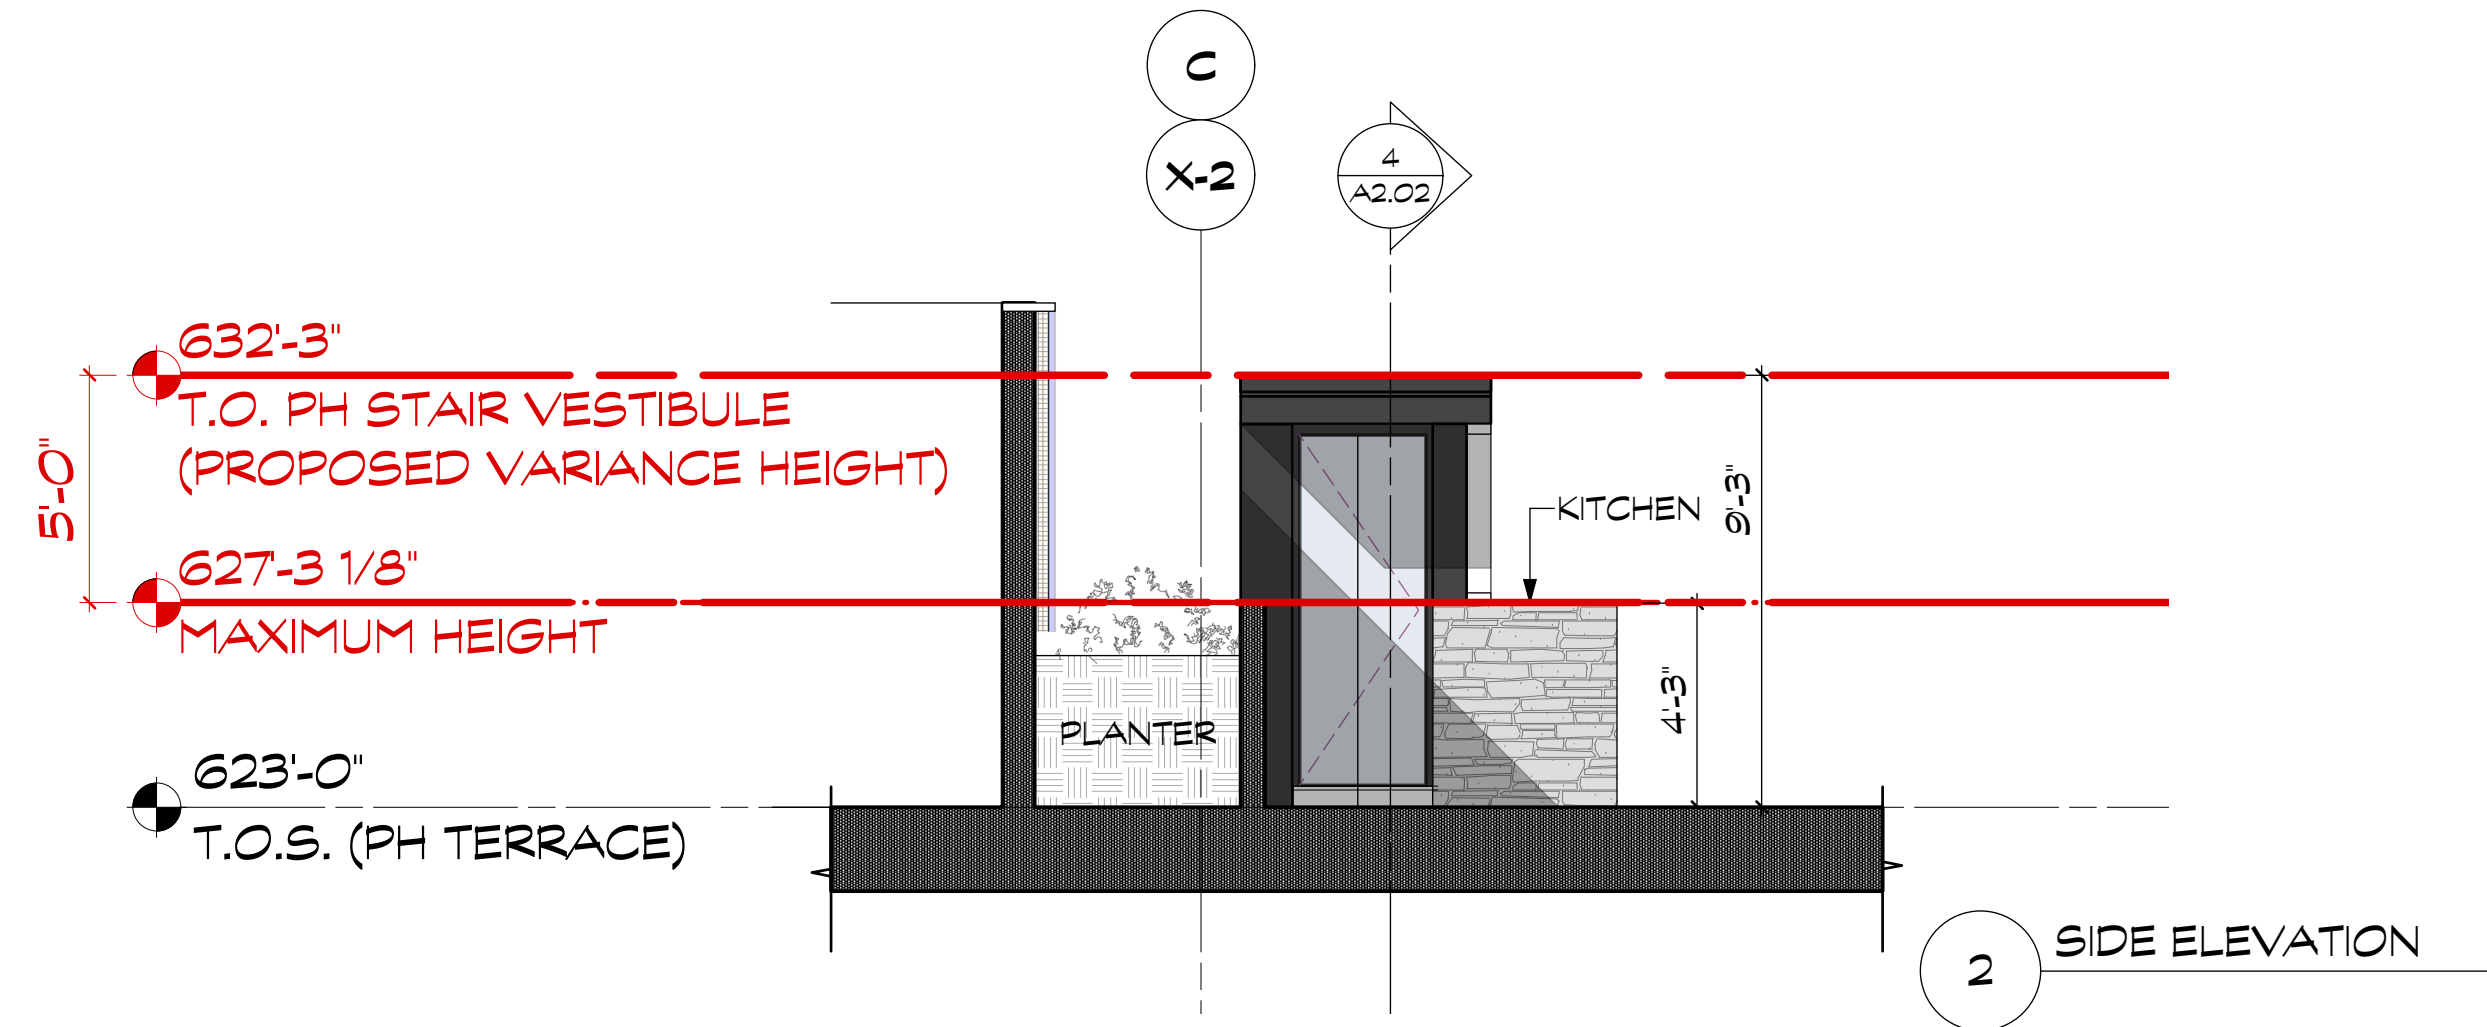 C
X-2
4
A2.02
632'-3"
T.O. PH STAIR VESTIBULE
(PROPOSED VARIANCE HEIGHT)
5'-0"
627'-3 1/8"
MAXIMUM HEIGHT
KITCHEN
9'-3"
4'-3"
PLANTER
623'-0"
T.O.S. (PH TERRACE)
2
SIDE ELEVATION